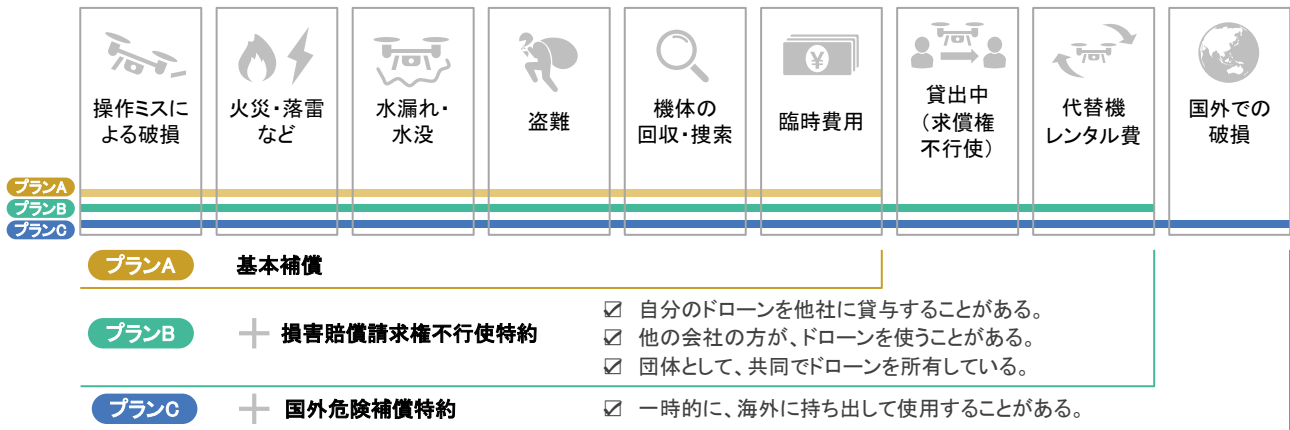 操作ミスに
よる破損
火災・落雷
など
水漏れ・
水没
盗難
機体の
回収・捜索
¥
臨時費用
貸出中
（求償権
不行使）
代替機
レンタル費
国外での
破損
プランA
プランB
プランC
プランA 基本補償
プランB ＋ 損害賠償請求権不行使特約
☑ 自分のドローンを他社に貸与することがある。
☑ 他の会社の方が、ドローンを使うことがある。
☑ 団体として、共同でドローンを所有している。
プランC ＋ 国外危険補償特約 ☑ 一時的に、海外に持ち出して使用することがある。